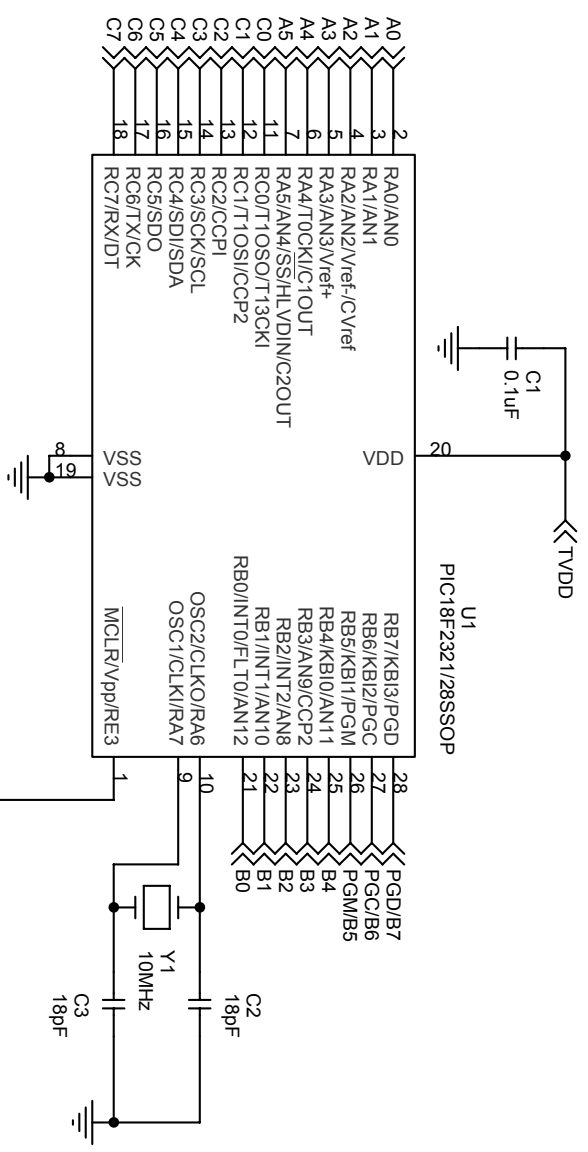 U1
PIC18F2321/28SSOP
TVDD
C1
0.1uF
20
VDD
A0
2
RA0/AN0
A1
3
RA1/AN1
A2
4
RA2/AN2/Vref-/CVref
A3
5
RA3/AN3/Vref+
A4
6
RA4/T0CKI/C1OUT
A5
7
RA5/AN4/SS/HLVDIN/C2OUT
C0
11
RC0/T1OSO/T13CKI
C1
12
RC1/T1OSI/CCP2
C2
13
RC2/CCPI
C3
14
RC3/SCK/SCL
C4
15
RC4/SDI/SDA
C5
16
RC5/SDO
C6
17
RC6/TX/CK
C7
18
RC7/RX/DT
RB7/KBI3/PGD
28
PGD/B7
RB6/KBI2/PGC
27
PGC/B6
RB5/KBI1/PGM
26
PGM/B5
RB4/KBI0/AN11
25
B4
RB3/AN9/CCP2
24
B3
RB2/INT2/AN8
23
B2
RB1/INT1/AN10
22
B1
RB0/INT0/FLT0/AN12
21
B0
OSC2/CLKO/RA6
10
OSC1/CLKI/RA7
9
MCLR/Vpp/RE3
1
8
VSS
19
VSS
Y1
10MHz
C2
18pF
C3
18pF